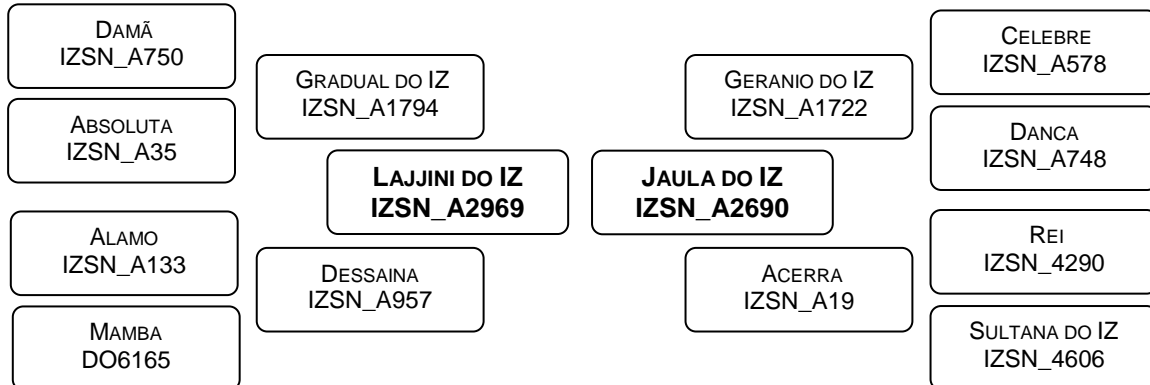 DAMÃ
IZSN_A750
ABSOLUTA
IZSN_A35
ALAMO
IZSN_A133
MAMBA
DO6165
GRADUAL DO IZ
IZSN_A1794
DESSAINA
IZSN_A957
LAJJINI DO IZ
IZSN_A2969
JAULA DO IZ
IZSN_A2690
GERANIO DO IZ
IZSN_A1722
ACERRA
IZSN_A19
CELEBRE
IZSN_A578
DANCA
IZSN_A748
REI
IZSN_4290
SULTANA DO IZ
IZSN_4606